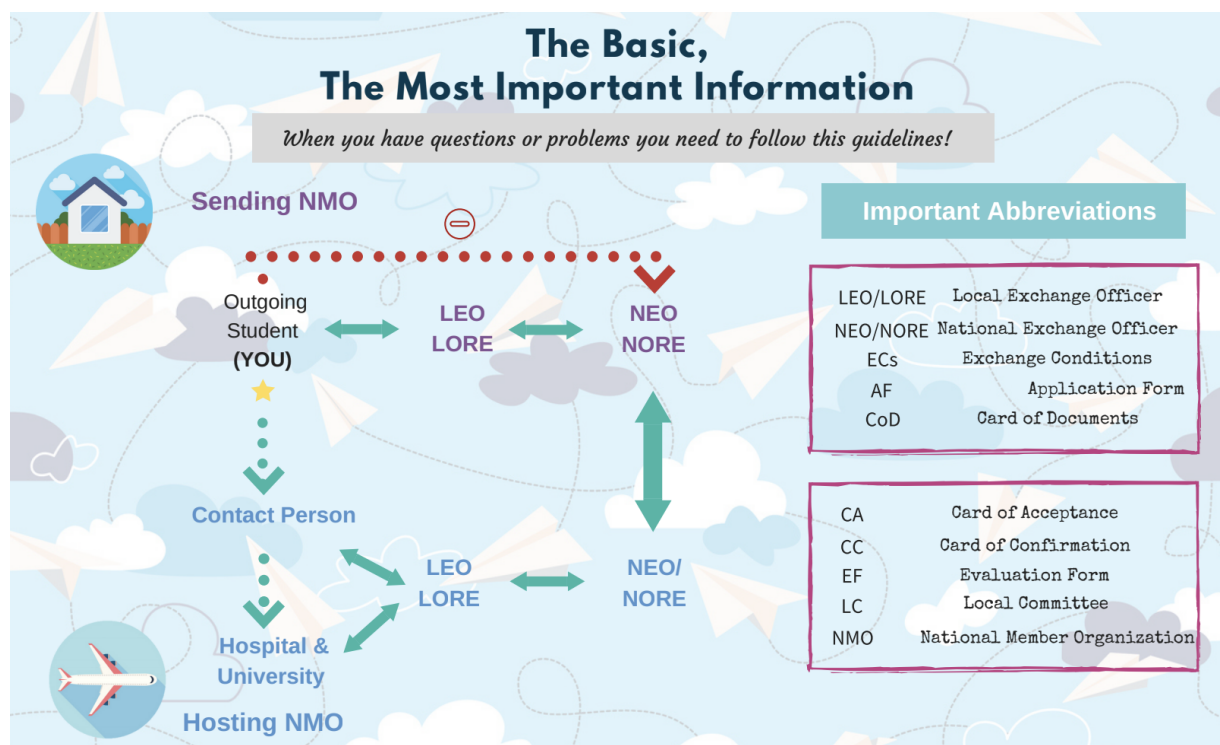 The Basic,
The Most Important Information
When you have questions or problems you need to follow this guidelines!
Sending NMO
Outgoing
Student
(YOU)
LEO
LORE
NEO
NORE
Contact Person
LEO
LORE
NEO/
NORE
Hospital &
University
Hosting NMO
Important Abbreviations
LEO/LORE Local Exchange Officer
NEO/NORE National Exchange Officer
ECs Exchange Conditions
AF Application Form
CoD Card of Documents
CA Card of Acceptance
CC Card of Confirmation
EF Evaluation Form
LC Local Committee
NMO National Member Organization